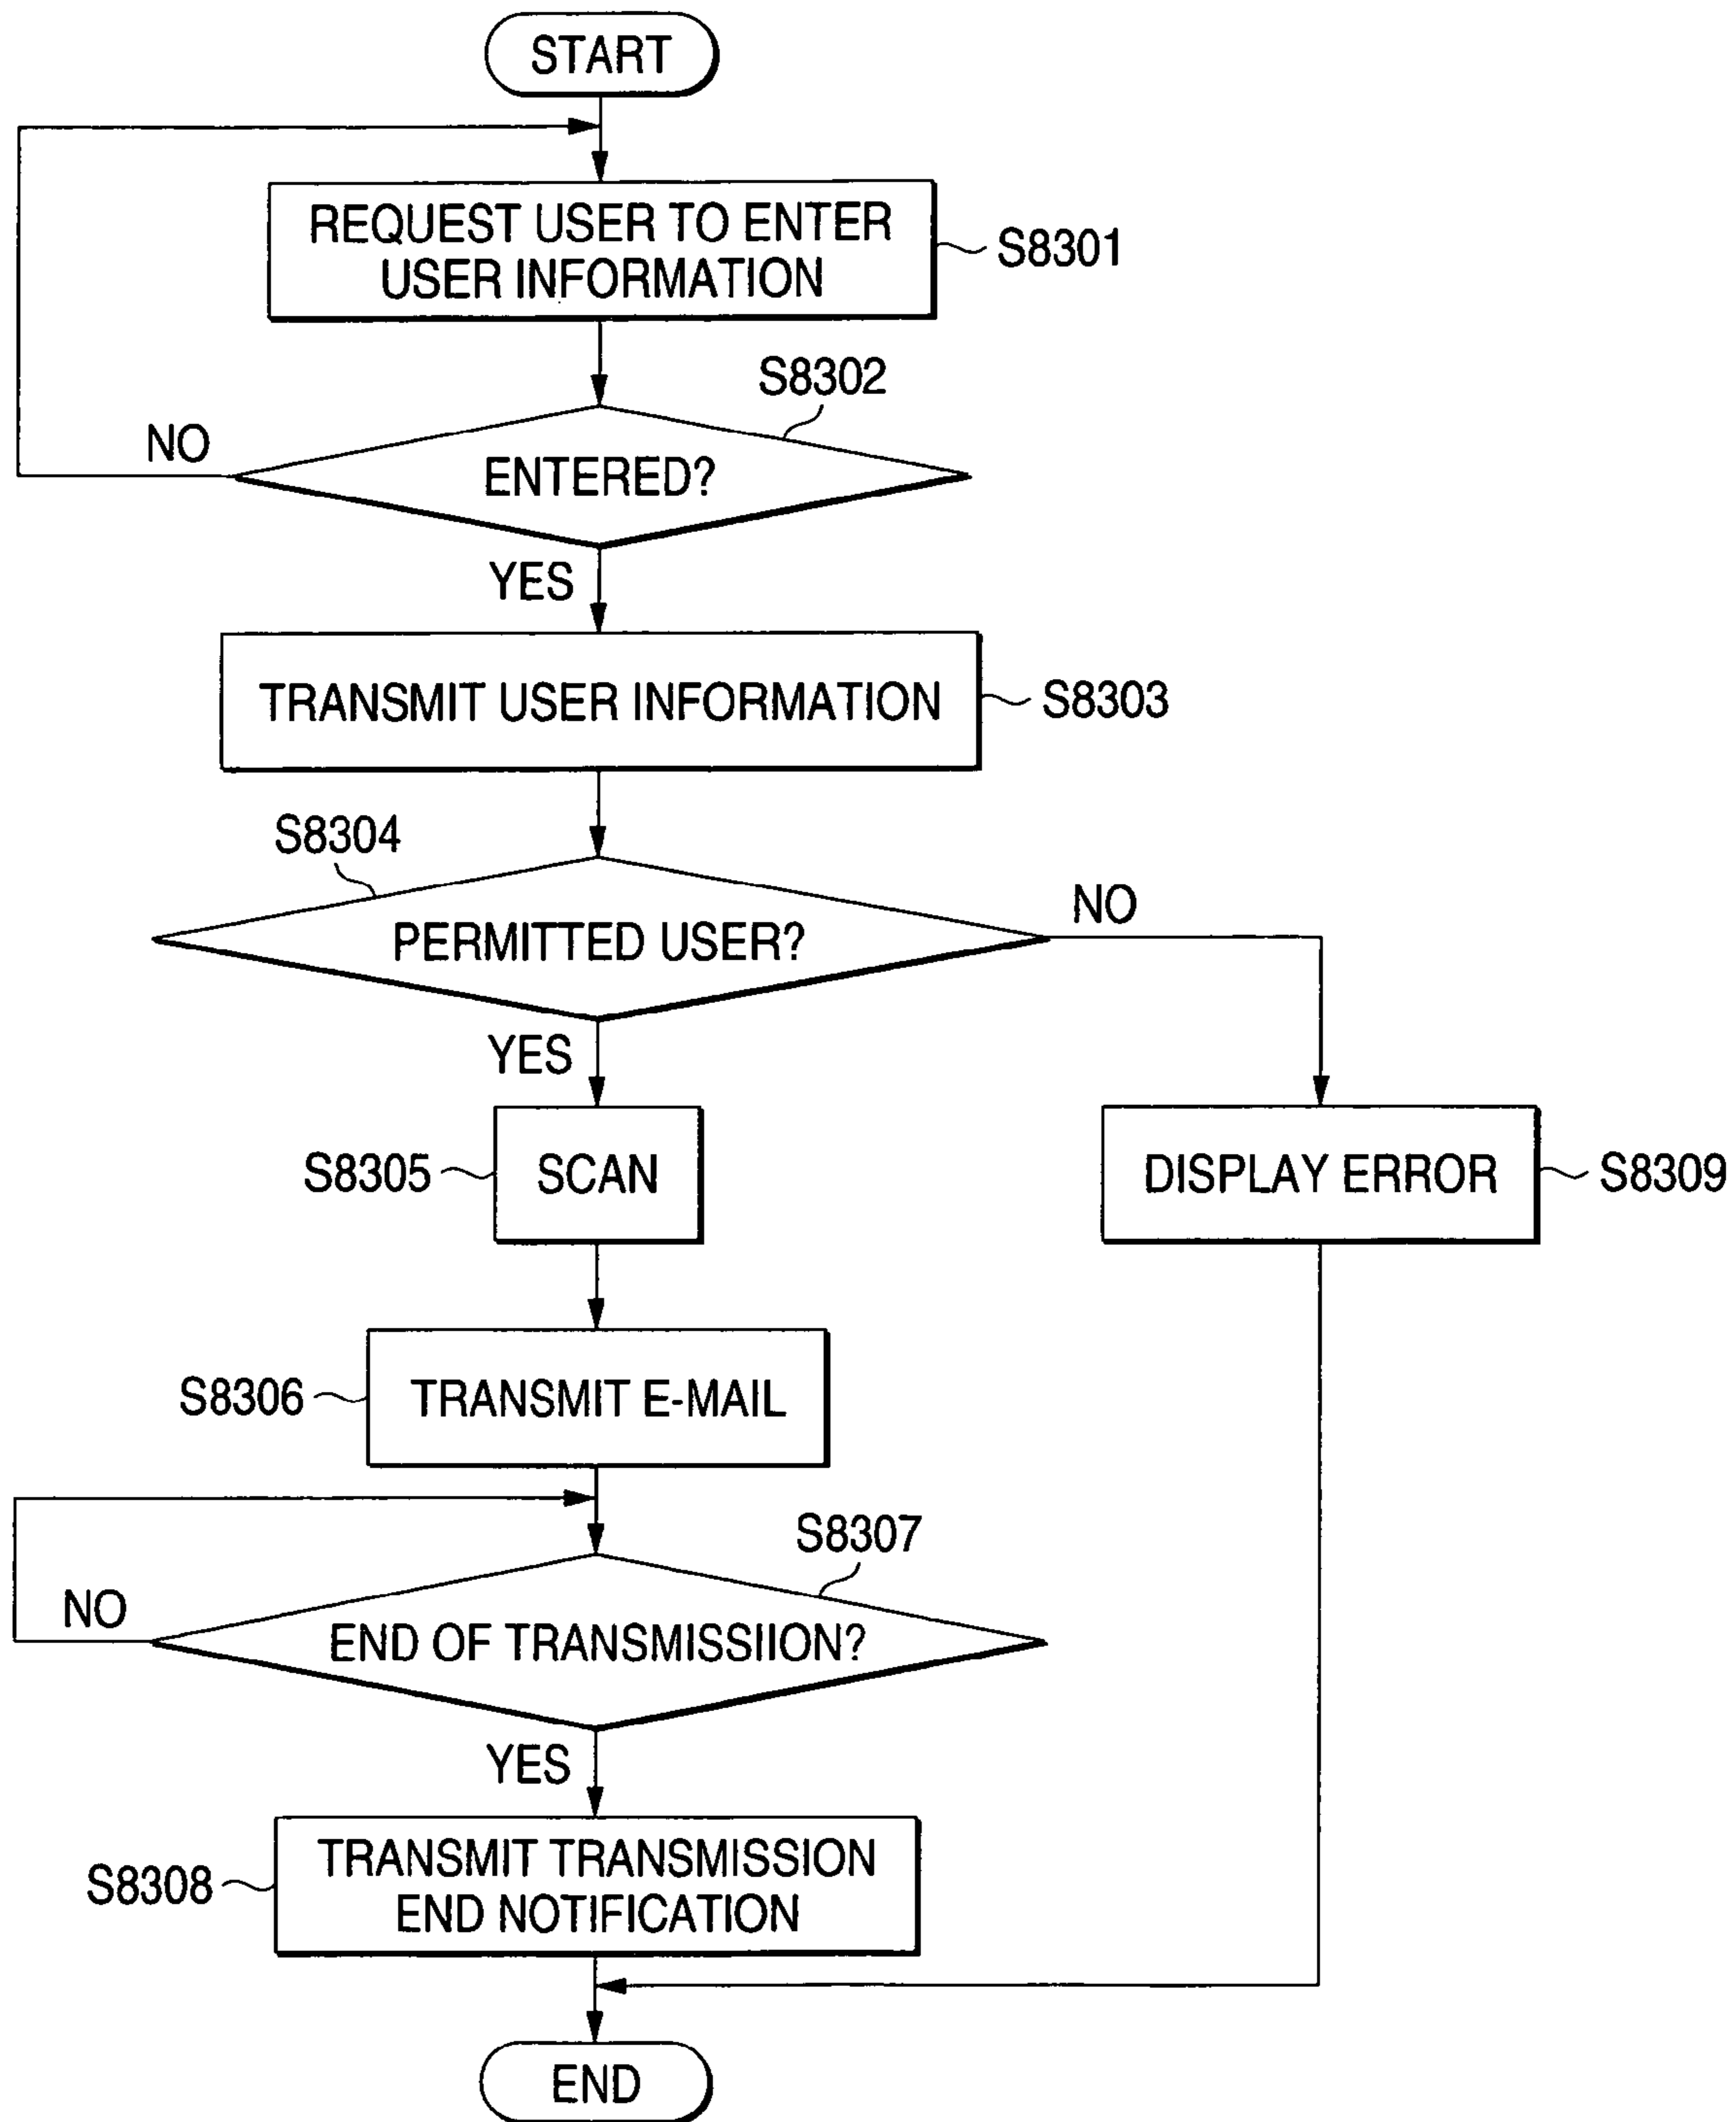 START
REQUEST USER TO ENTER
USER INFORMATION
S8301
S8302
NO
ENTERED?
YES
TRANSMIT USER INFORMATION
S8303
S8304
NO
PERMITTED USER?
YES
S8305
SCAN
DISPLAY ERROR
S8309
S8306
TRANSMIT E-MAIL
S8307
NO
END OF TRANSMISSIION?
YES
S8308
TRANSMIT TRANSMISSION
END NOTIFICATION
END